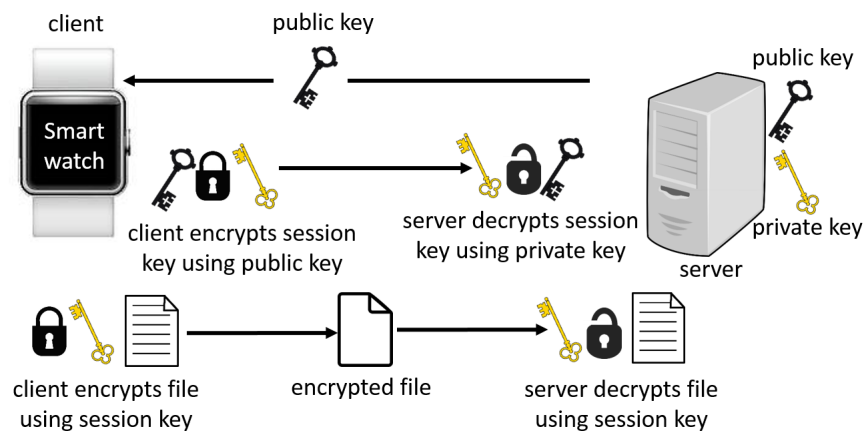 client
public key
public key
Smart
watch
client encrypts session
key using public key
server decrypts session
key using private key
private key
server
client encrypts file
using session key
encrypted file
server decrypts file
using session key